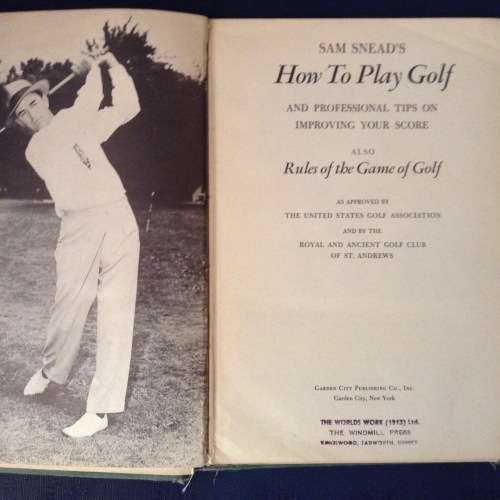 SAM SNEAD'S
How To Play Golf
AND PROFESSIONAL TIPS ON
IMPROVING YOUR SCORE
ALSO
Rules of the Game of Golf
AS APPROVED BY
THE UNITED STATES GOLF ASSOCIATION
AND BY THE
ROYAL AND ANCIENT GOLF CLUB
OF ST. ANDREWS
GARDEN CITY PUBLISHING CO., INC.
Garden City, New York
THE WORLDS WORK (1913) Ltd.
THE WINDMILL PRESS
KINGSWOOD, TADWORTH, SURREY